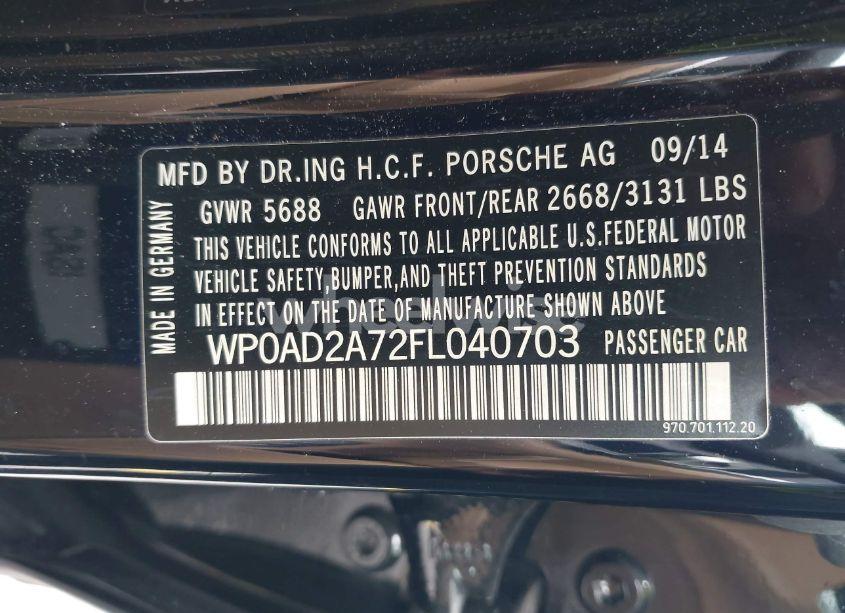 MFD BY DR.ING H.C.F. PORSCHE AG 09/14
GVWR 5688 GAWR FRONT/REAR 2668/3131 LBS
THIS VEHICLE CONFORMS TO ALL APPLICABLE U.S.FEDERAL MOTOR
VEHICLE SAFETY,BUMPER,AND THEFT PREVENTION STANDARDS
IN EFFECT ON THE DATE OF MANUFACTURE SHOWN ABOVE
WP0AD2A72FL040703 PASSENGER CAR
970.701.112.20
MADE IN GERMANY
wheelwise